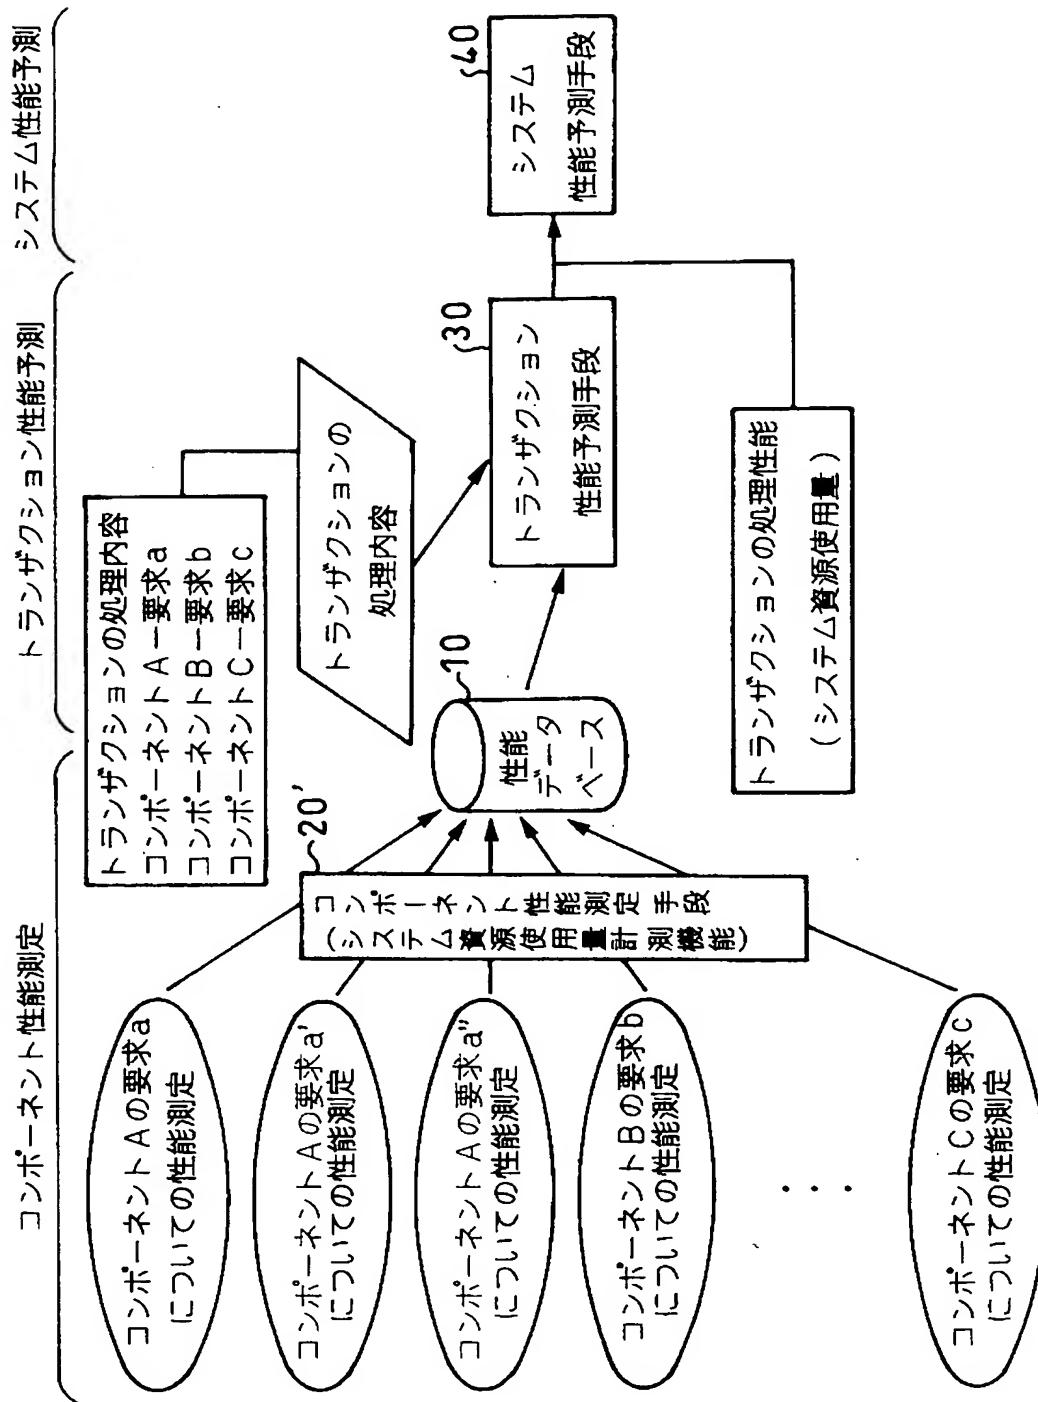 コンポーネント性能測定
トランザクション性能予測
システム性能予測
コンポーネントAの要求a
についての性能測定
コンポーネントAの要求a'
についての性能測定
コンポーネントAの要求a"
についての性能測定
コンポーネントBの要求b
についての性能測定
・・・
コンポーネントCの要求c
についての性能測定
20'
コンポーネント性能測定手段
(システム資源使用量計測機能)
10
性能
データ
ベース
トランザクションの処理内容
コンポーネントA―要求a
コンポーネントB―要求b
コンポーネントC―要求c
トランザクションの
処理内容
30
トランザクション
性能予測手段
トランザクションの処理性能
(システム資源使用量)
40
システム
性能予測手段